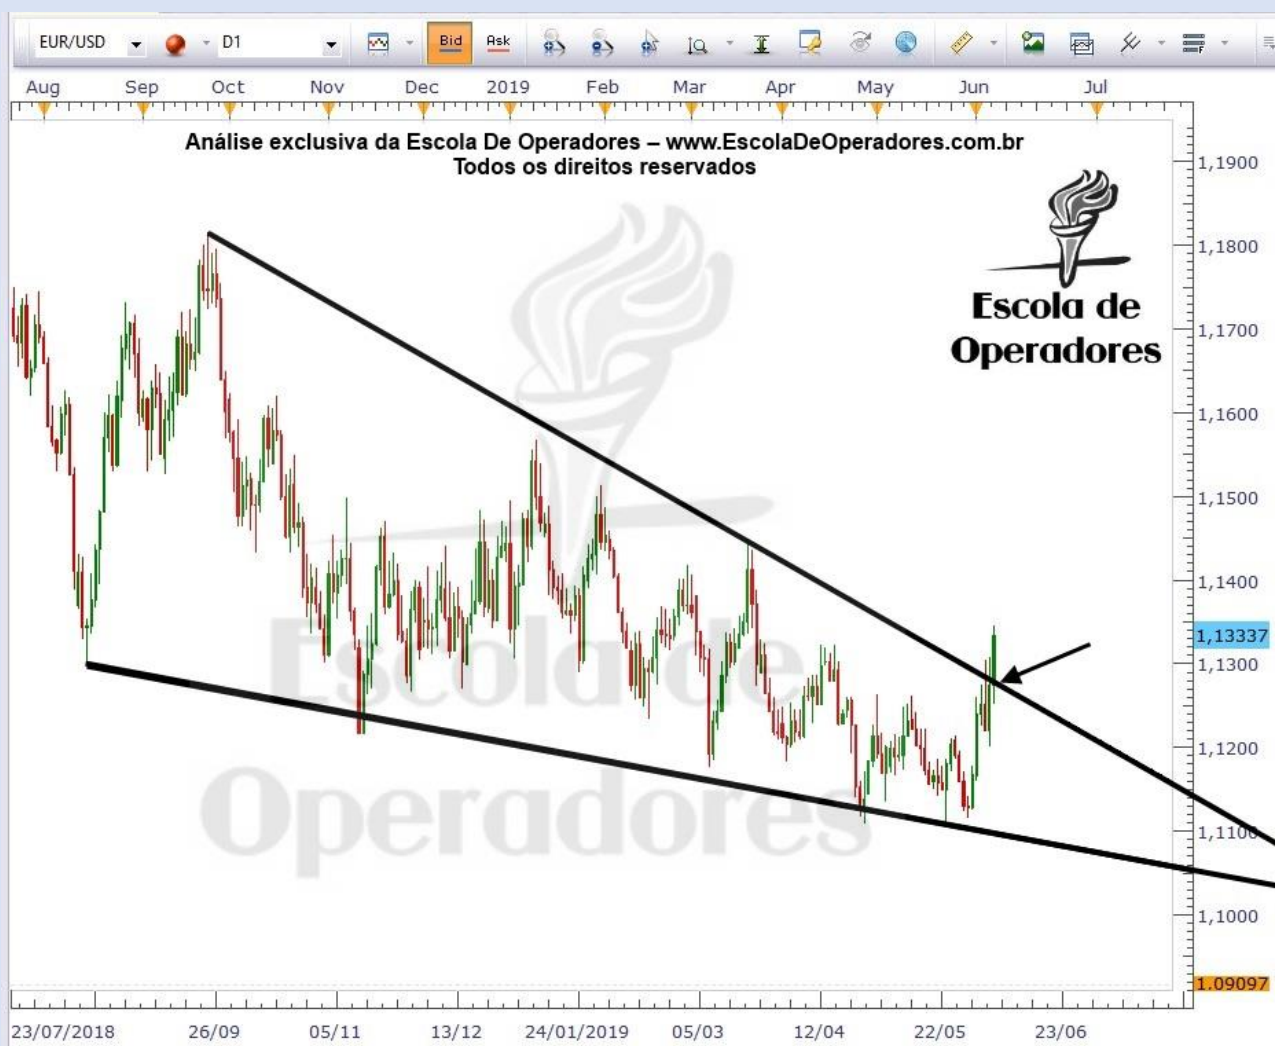 EUR/USD D1 Bid Ask
Aug Sep Oct Nov Dec 2019 Feb Mar Apr May Jun Jul
Análise exclusiva da Escola De Operadores – www.EscolaDeOperadores.com.br
Todos os direitos reservados
1,1900
1,1800
Escola de
Operadores
1,1700
1,1600
1,1500
1,1400
1,13337
1,1300
Escola de
Operadores
1,1200
1,1100
1,1000
1.09097
23/07/2018 26/09 05/11 13/12 24/01/2019 05/03 12/04 22/05 23/06